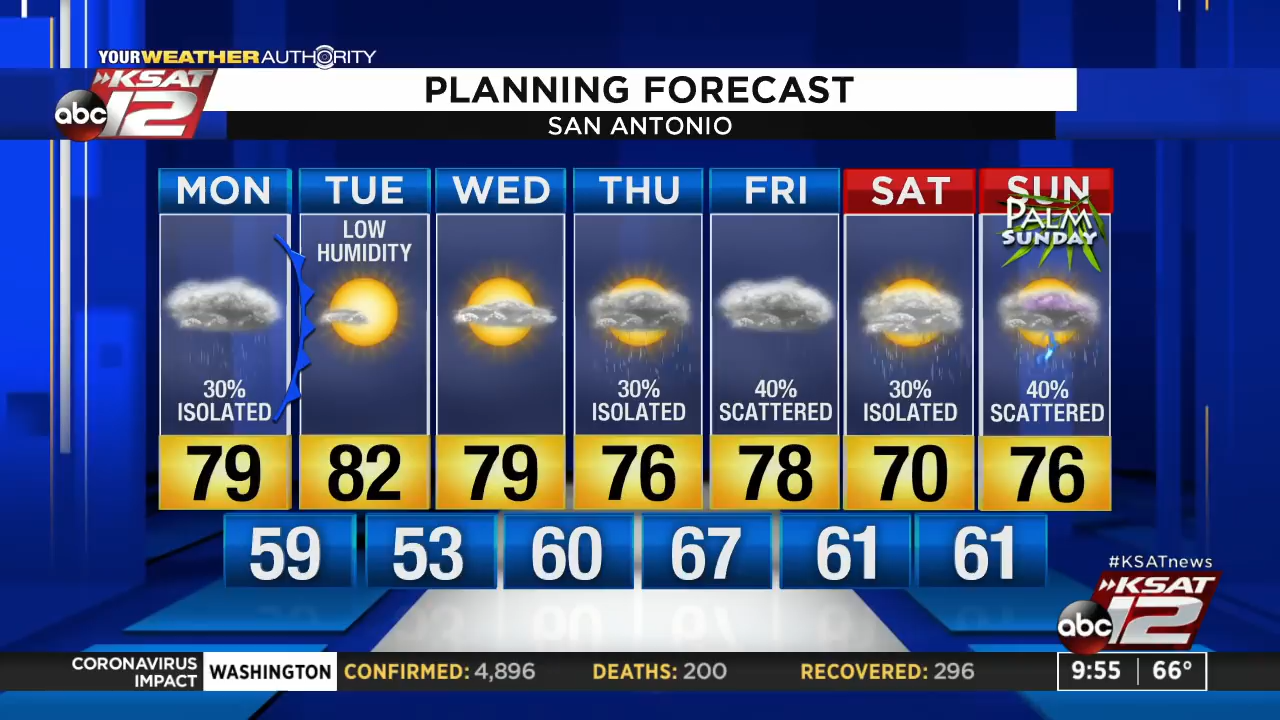 YOURWEATHERAUTHORITY
KSAT
abc 12
PLANNING FORECAST
SAN ANTONIO
MON TUE WED THU FRI SAT SUN
PALM
SUNDAY
LOW
HUMIDITY
30%
ISOLATED
30%
ISOLATED
40%
SCATTERED
30%
ISOLATED
40%
SCATTERED
79 82 79 76 78 70 76
59 53 60 67 61 61
#KSATnews
KSAT
abc 12
CORONAVIRUS
IMPACT
WASHINGTON CONFIRMED: 4,896 DEATHS: 200 RECOVERED: 296 9:55 66°